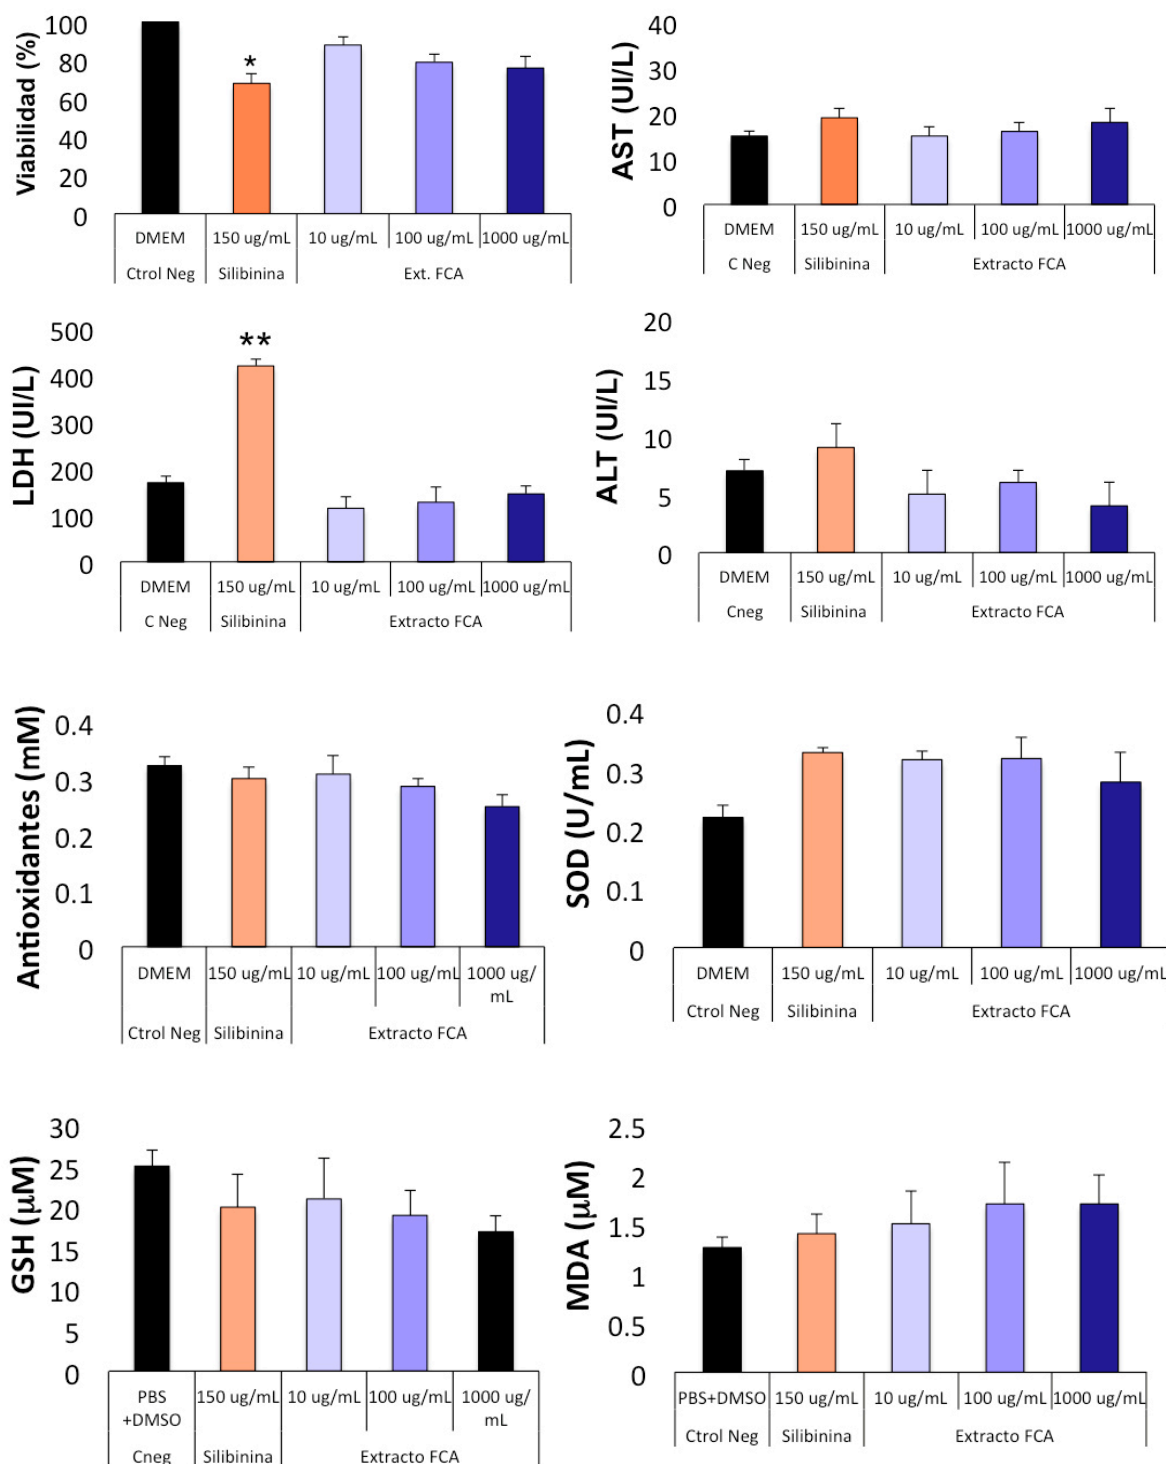 Viabilidad (%)
100
80
60
40
20
0
*
DMEM
150 ug/mL
10 ug/mL
100 ug/mL
1000 ug/mL
Ctrol Neg
Silibinina
Ext. FCA
AST (UI/L)
40
30
20
10
0
DMEM
150 ug/mL
10 ug/mL
100 ug/mL
1000 ug/mL
C Neg
Silibinina
Extracto FCA
LDH (UI/L)
500
400
300
200
100
0
**
DMEM
150 ug/mL
10 ug/mL
100 ug/mL
1000 ug/mL
C Neg
Silibinina
Extracto FCA
ALT (UI/L)
20
15
10
5
0
DMEM
150 ug/mL
10 ug/mL
100 ug/mL
1000 ug/mL
Cneg
Silibinina
Extracto FCA
Antioxidantes (mM)
0.4
0.3
0.2
0.1
0
DMEM
150 ug/mL
10 ug/mL
100 ug/mL
1000 ug/
mL
Ctrol Neg
Silibinina
Extracto FCA
SOD (U/mL)
0.4
0.3
0.2
0.1
0
DMEM
150 ug/mL
10 ug/mL
100 ug/mL
1000 ug/mL
Ctrol Neg
Silibinina
Extracto FCA
GSH (µM)
30
25
20
15
10
5
0
PBS
+DMSO
150 ug/mL
10 ug/mL
100 ug/mL
1000 ug/
mL
Cneg
Silibinina
Extracto FCA
MDA (µM)
2.5
2
1.5
1
0.5
0
PBS+DMSO
150 ug/mL
10 ug/mL
100 ug/mL
1000 ug/mL
Ctrol Neg
Silibinina
Extracto FCA